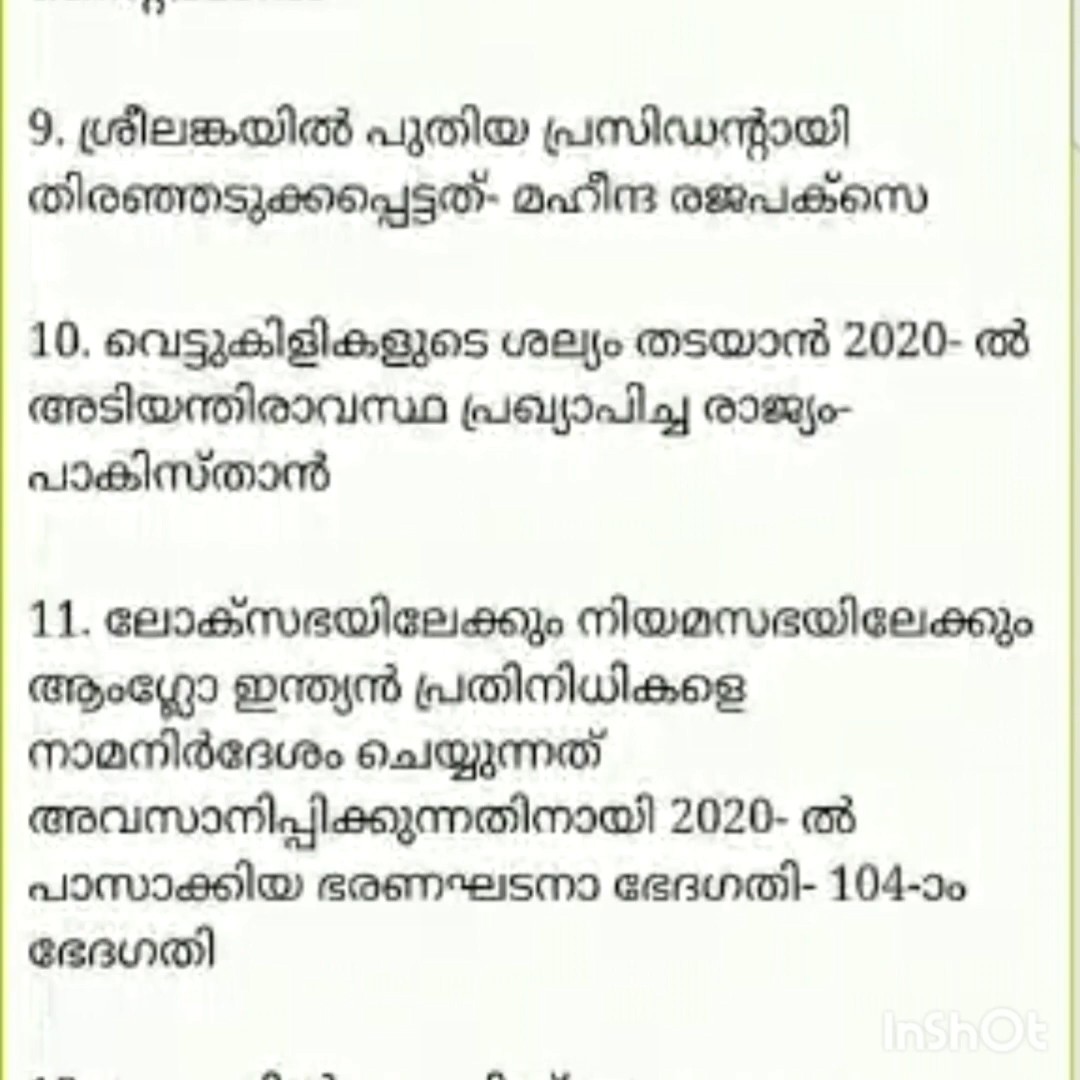 9. ശ്രീലങ്കയിൽ പുതിയ പ്രസിഡന്റായി
തിരഞ്ഞടുക്കപ്പെട്ടത്- മഹീന്ദ രജപക്സെ
10. വെട്ടുകിളികളുടെ ശല്യം തടയാൻ 2020- ൽ
അടിയന്തിരാവസ്ഥ പ്രഖ്യാപിച്ച രാജ്യം-
പാകിസ്താൻ
11. ലോക്സഭയിലേക്കും നിയമസഭയിലേക്കും
ആംഗ്ലോ ഇന്ത്യൻ പ്രതിനിധികളെ
നാമനിർദേശം ചെയ്യുന്നത്
അവസാനിപ്പിക്കുന്നതിനായി 2020- ൽ
പാസാക്കിയ ഭരണഘടനാ ഭേദഗതി- 104-ാം
ഭേദഗതി
InShOt